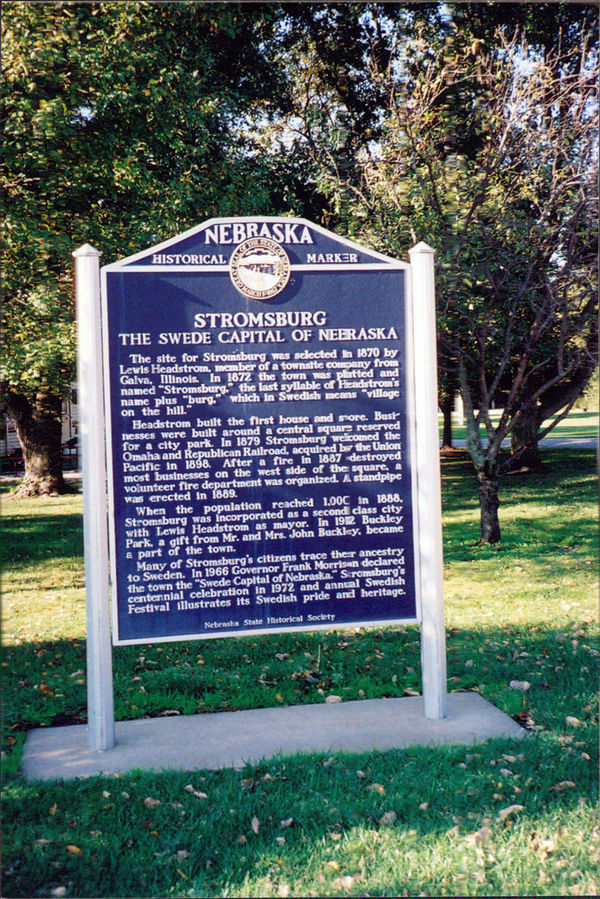 NEBRASKA
HISTORICAL MARKER
STROMSBURG
THE SWEDE CAPITAL OF NEBRASKA
The site for Stromsburg was selected in 1870 by
Lewis Headstrom, member of a townsite company from
Galva, Illinois. In 1872 the town was platted and
named "Stromsburg," the last syllable of Headstrom's
name plus "burg," which in Swedish means "village
on the hill."
Headstrom built the first house and store. Busi-
nesses were built around a central square reserved
for a city park. In 1879 Stromsburg welcomed the
Omaha and Republican Railroad, acquired by the Union
Pacific in 1898. After a fire in 1887 destroyed
most businesses on the west side of the square, a
volunteer fire department was organized. A standpipe
was erected in 1889.
When the population reached 1,000 in 1888,
Stromsburg was incorporated as a second class city
with Lewis Headstrom as mayor. In 1912 Buckley
Park, a gift from Mr. and Mrs. John Buckley, became
a part of the town.
Many of Stromsburg's citizens trace their ancestry
to Sweden. In 1966 Governor Frank Morrison declared
the town the "Swede Capital of Nebraska." Stromsburg's
centennial celebration in 1972 and annual Swedish
Festival illustrates its Swedish pride and heritage.
Nebraska State Historical Society